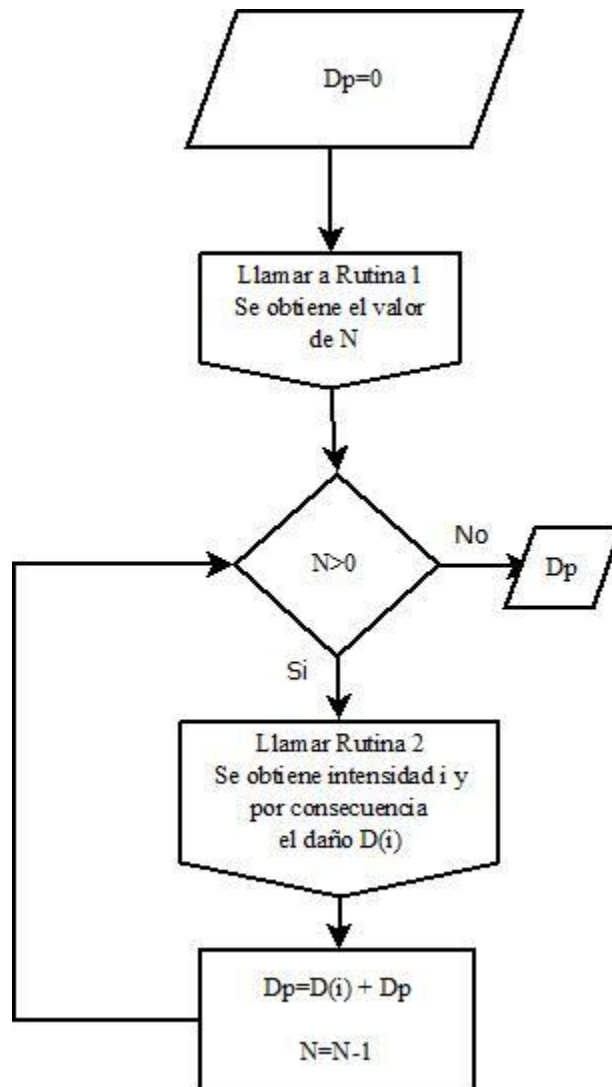 Dp=0
Llamar a Rutina 1
Se obtiene el valor
de N
N>0
No
Dp
Si
Llamar Rutina 2
Se obtiene intensidad i y
por consecuencia
el daño D(i)
Dp=D(i) + Dp
N=N-1